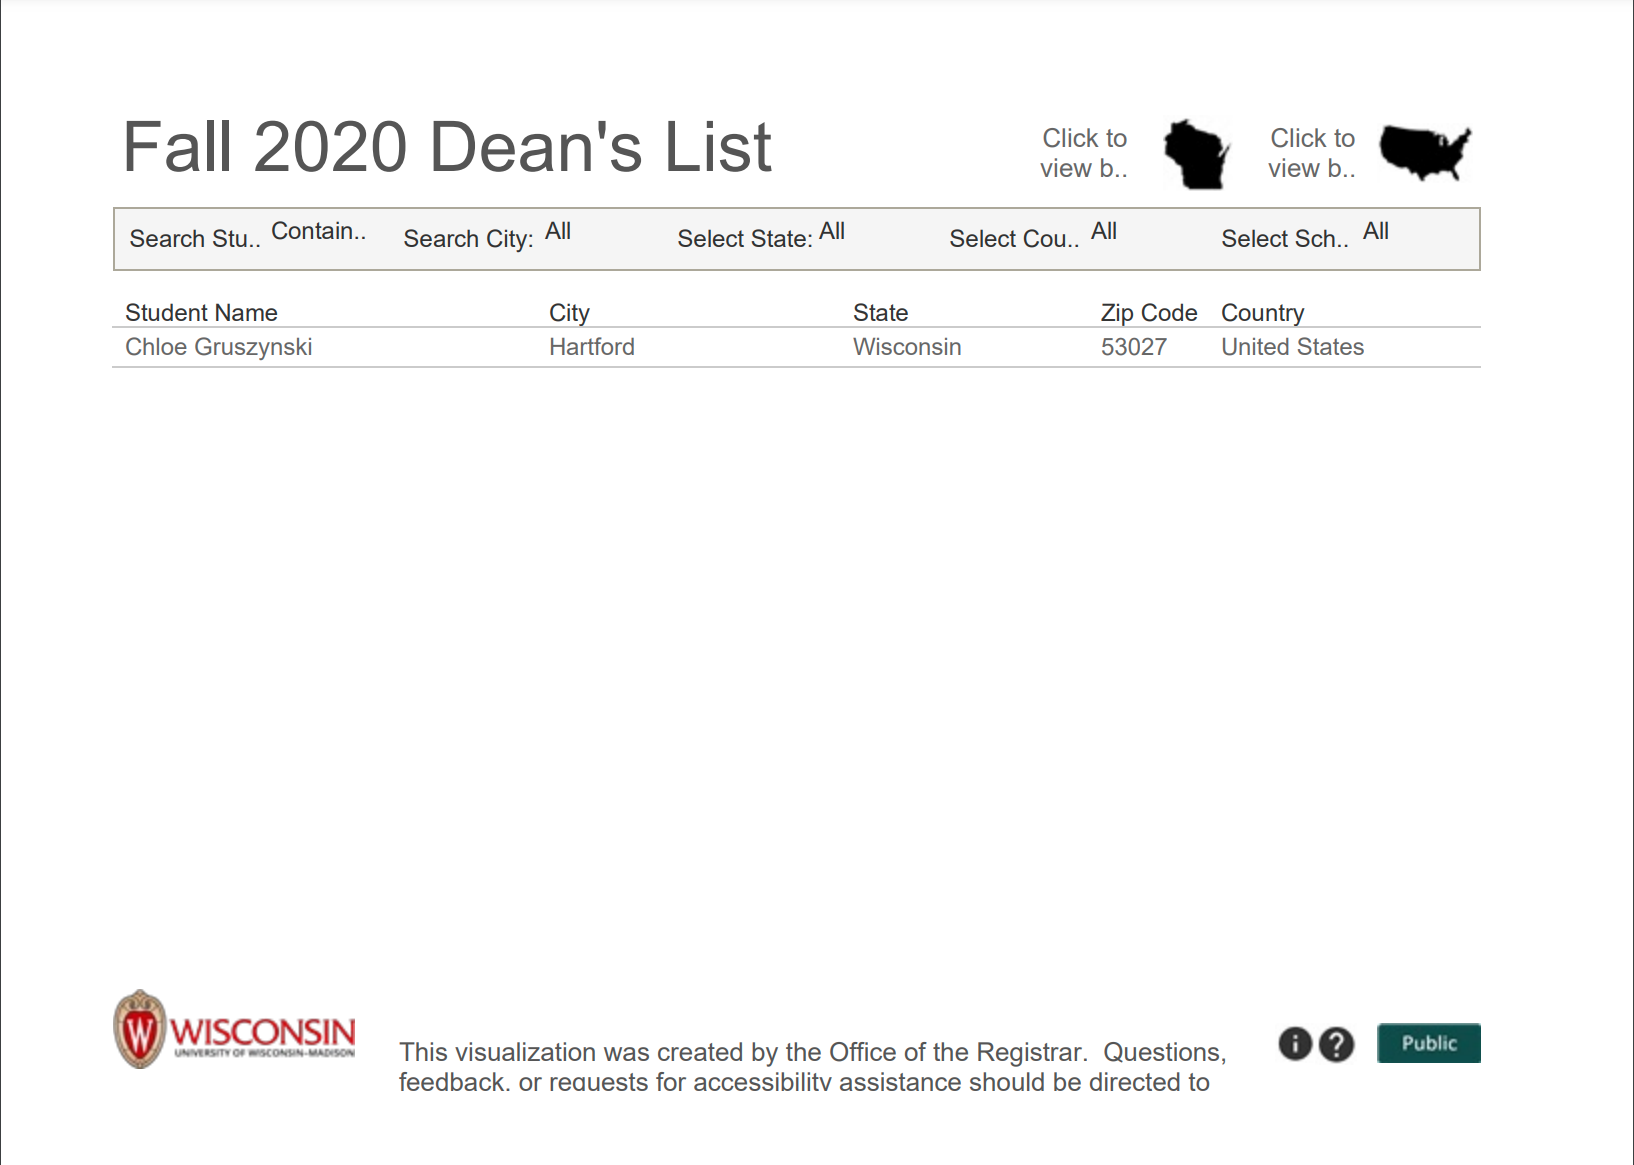 Fall 2020 Dean's List
Click to
view b..
Click to
view b..
Search Stu.. Contain.. Search City: All Select State: All Select Cou.. All Select Sch.. All
Student Name City State Zip Code Country
Chloe Gruszynski Hartford Wisconsin 53027 United States
W
WISCONSIN
UNIVERSITY OF WISCONSIN–MADISON
This visualization was created by the Office of the Registrar.  Questions,
feedback, or requests for accessibility assistance should be directed to
i ? Public